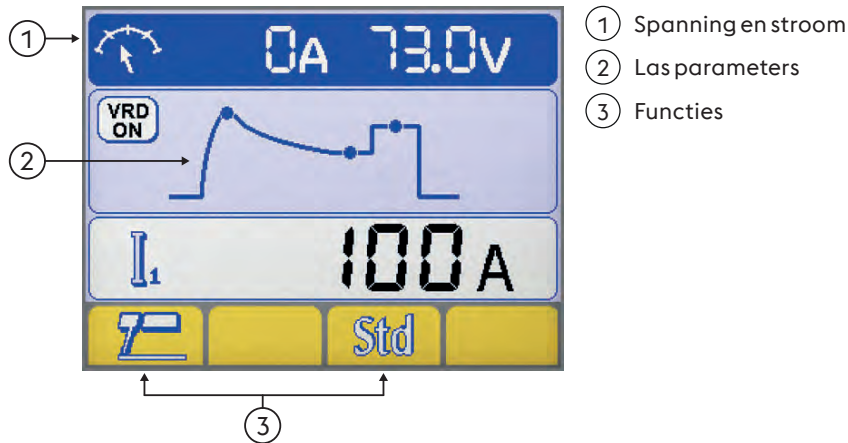 1 Spanning en stroom
2 Las parameters
3 Functies
1
0A 73.0V
VRD
ON
2
I1
100 A
Std
3